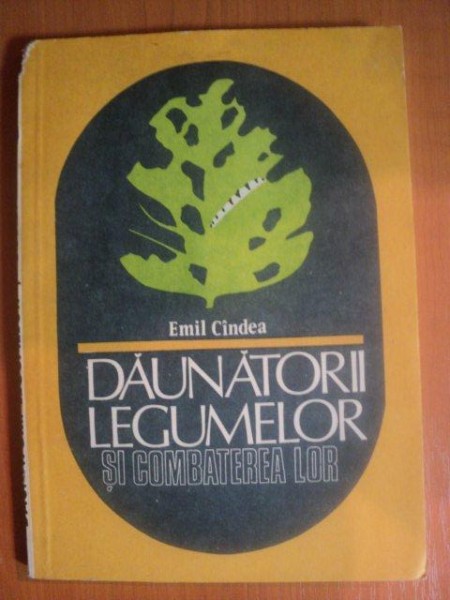 Emil Cîndea
DĂUNĂTORII
LEGUMELOR
ȘI COMBATEREA LOR